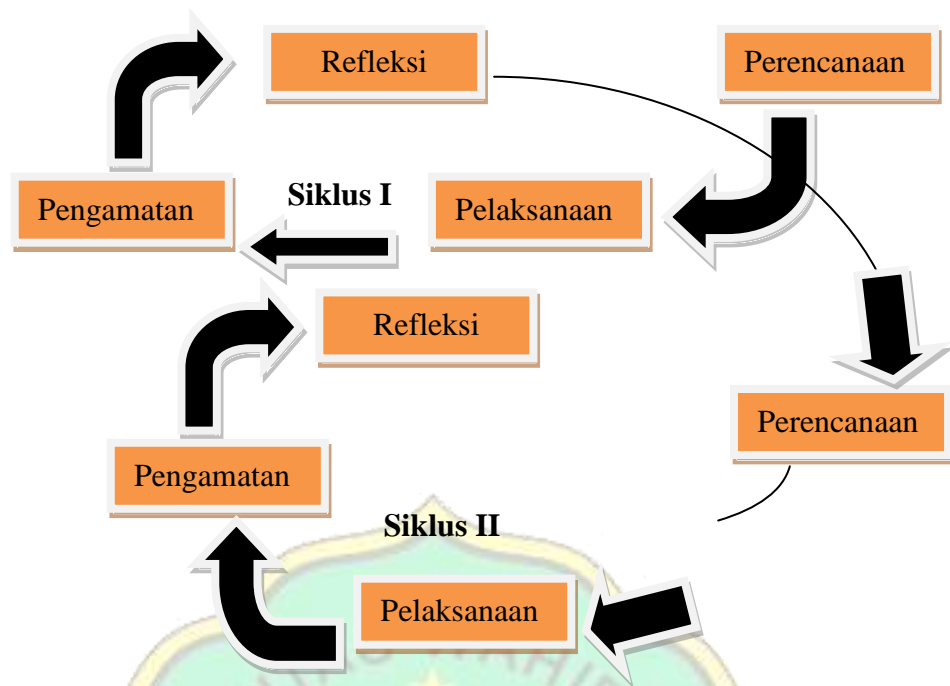 Refleksi
Perencanaan
Pengamatan
Siklus I
Pelaksanaan
Refleksi
Perencanaan
Pengamatan
Siklus II
Pelaksanaan